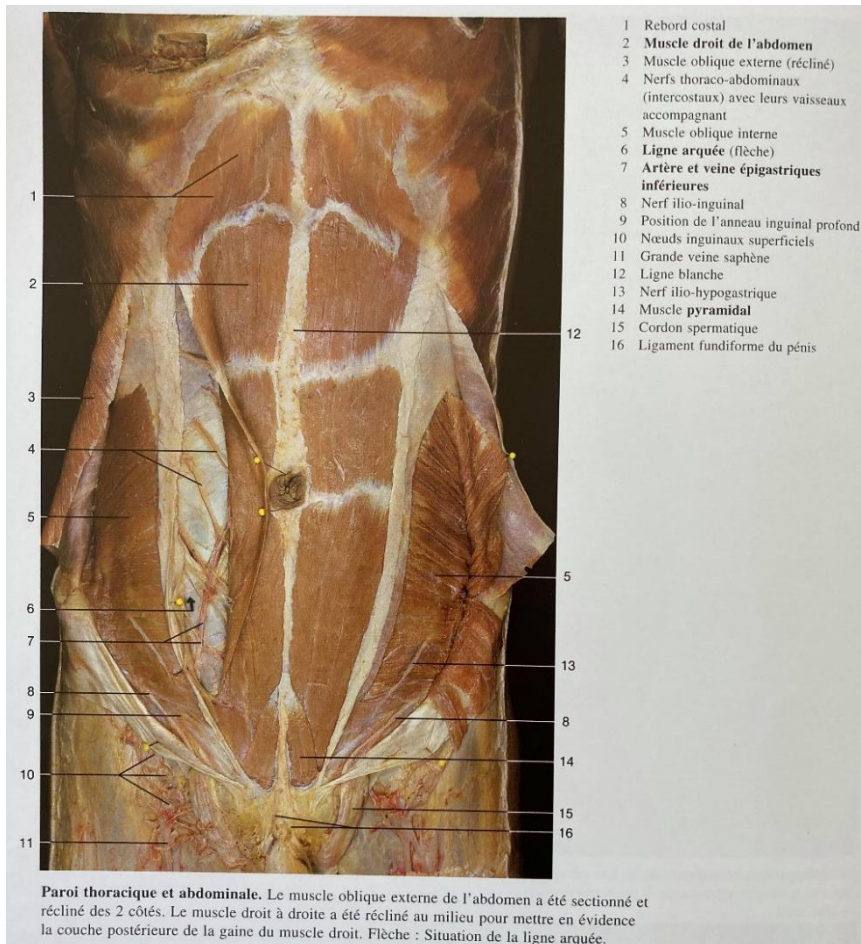 1 Rebord costal
2 Muscle droit de l'abdomen
3 Muscle oblique externe (récliné)
4 Nerfs thoraco-abdominaux
(intercostaux) avec leurs vaisseaux
accompagnant
5 Muscle oblique interne
6 Ligne arquée (flèche)
7 Artère et veine épigastriques
inférieures
8 Nerf ilio-inguinal
9 Position de l'anneau inguinal profond
10 Nœuds inguinaux superficiels
11 Grande veine saphène
12 Ligne blanche
13 Nerf ilio-hypogastrique
14 Muscle pyramidal
15 Cordon spermatique
16 Ligament fundiforme du pénis
1
2
3
4
5
6
7
8
9
10
11
12
5
13
8
14
15
16
Paroi thoracique et abdominale. Le muscle oblique externe de l'abdomen a été sectionné et
récliné des 2 côtés. Le muscle droit à droite a été récliné au milieu pour mettre en évidence
la couche postérieure de la gaine du muscle droit. Flèche : Situation de la ligne arquée.